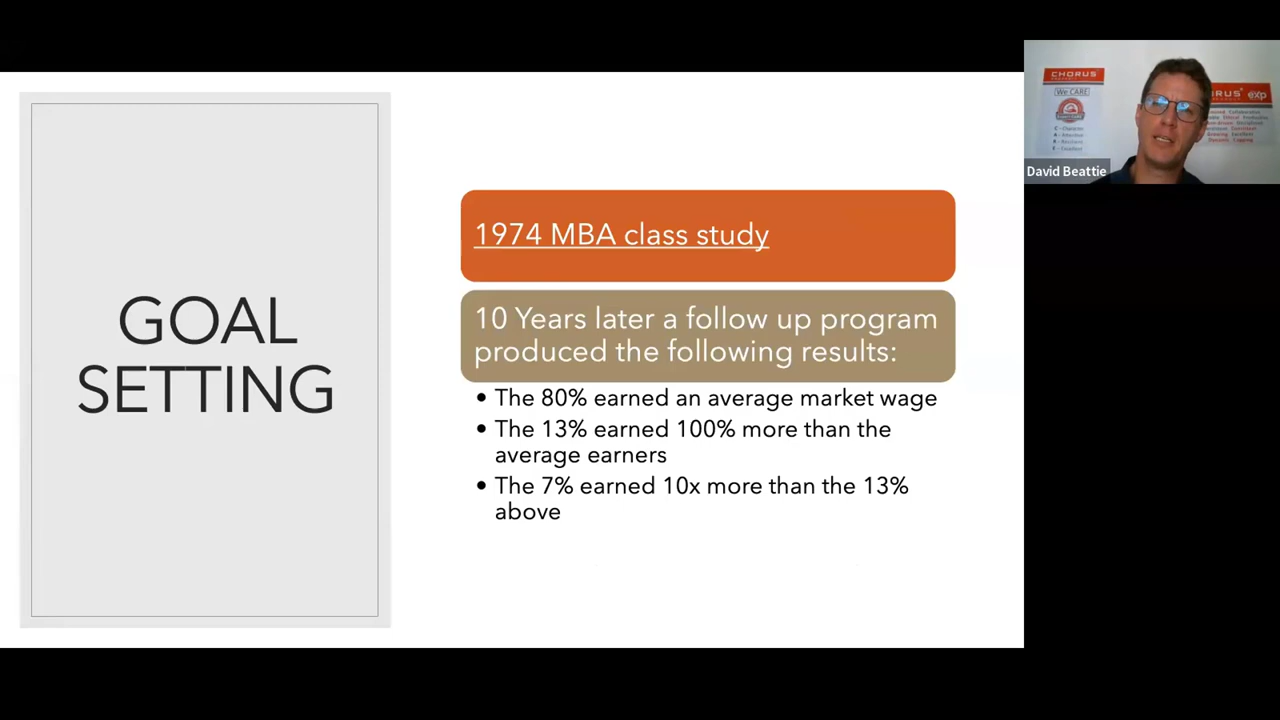 GOAL
SETTING
1974 MBA class study
10 Years later a follow up program
produced the following results:
• The 80% earned an average market wage
• The 13% earned 100% more than the
average earners
• The 7% earned 10x more than the 13%
above
CHORUS
We CARE
exp
David Beattie